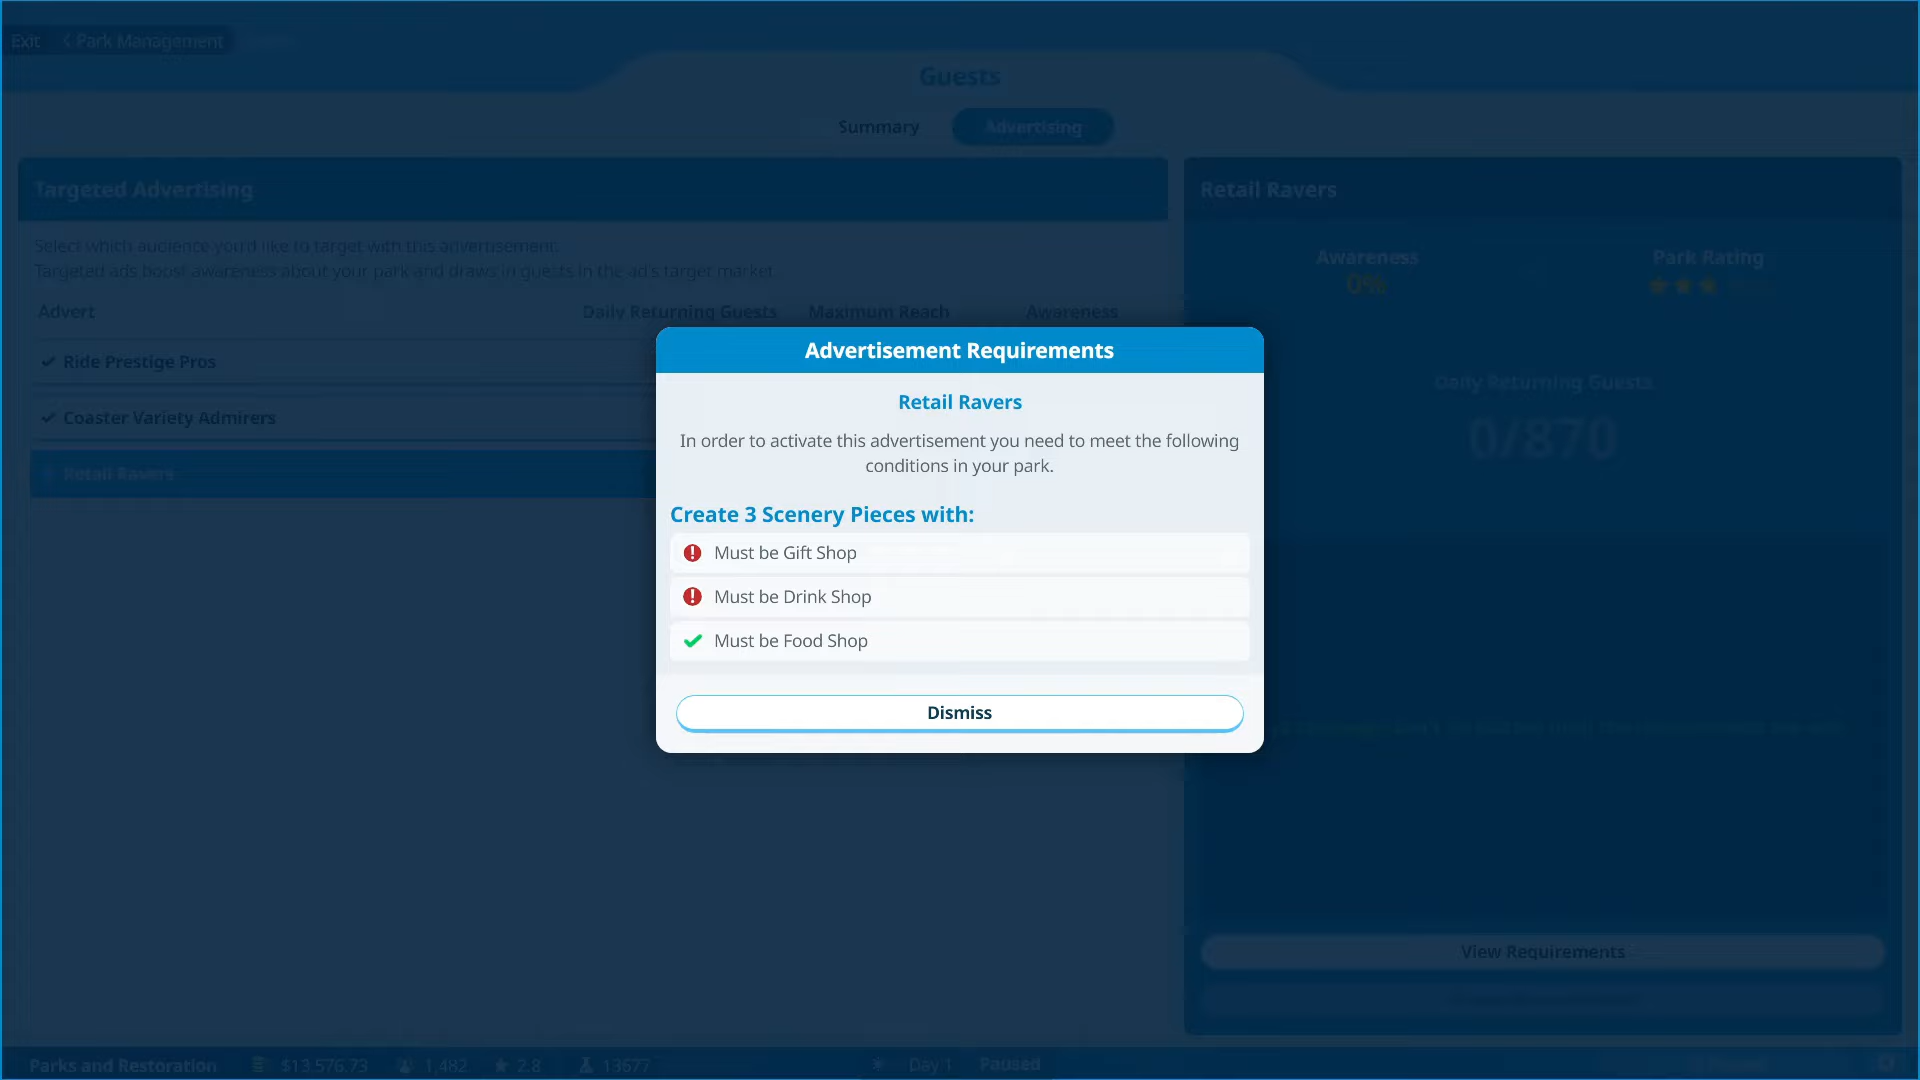 Exit
Park Management
Guests
Summary
Advertising
Targeted Advertising
Select which audience you'd like to target with this advertisement.
Targeted ads boost awareness about your park and draws in guests in the ad's target market.
Advert
Daily Returning Guests
Maximum Reach
Awareness
Ride Prestige Pros
Coaster Variety Admirers
Retail Ravers
Retail Ravers
Awareness
Park Rating
0%
Daily Returning Guests
0/870
Advertisement Requirements
Retail Ravers
In order to activate this advertisement you need to meet the following
conditions in your park.
Create 3 Scenery Pieces with:
Must be Gift Shop
Must be Drink Shop
Must be Food Shop
Dismiss
View Requirements
Parks and Restoration
$13 576.73
1,482
2.8
13677
Day 1
Paused